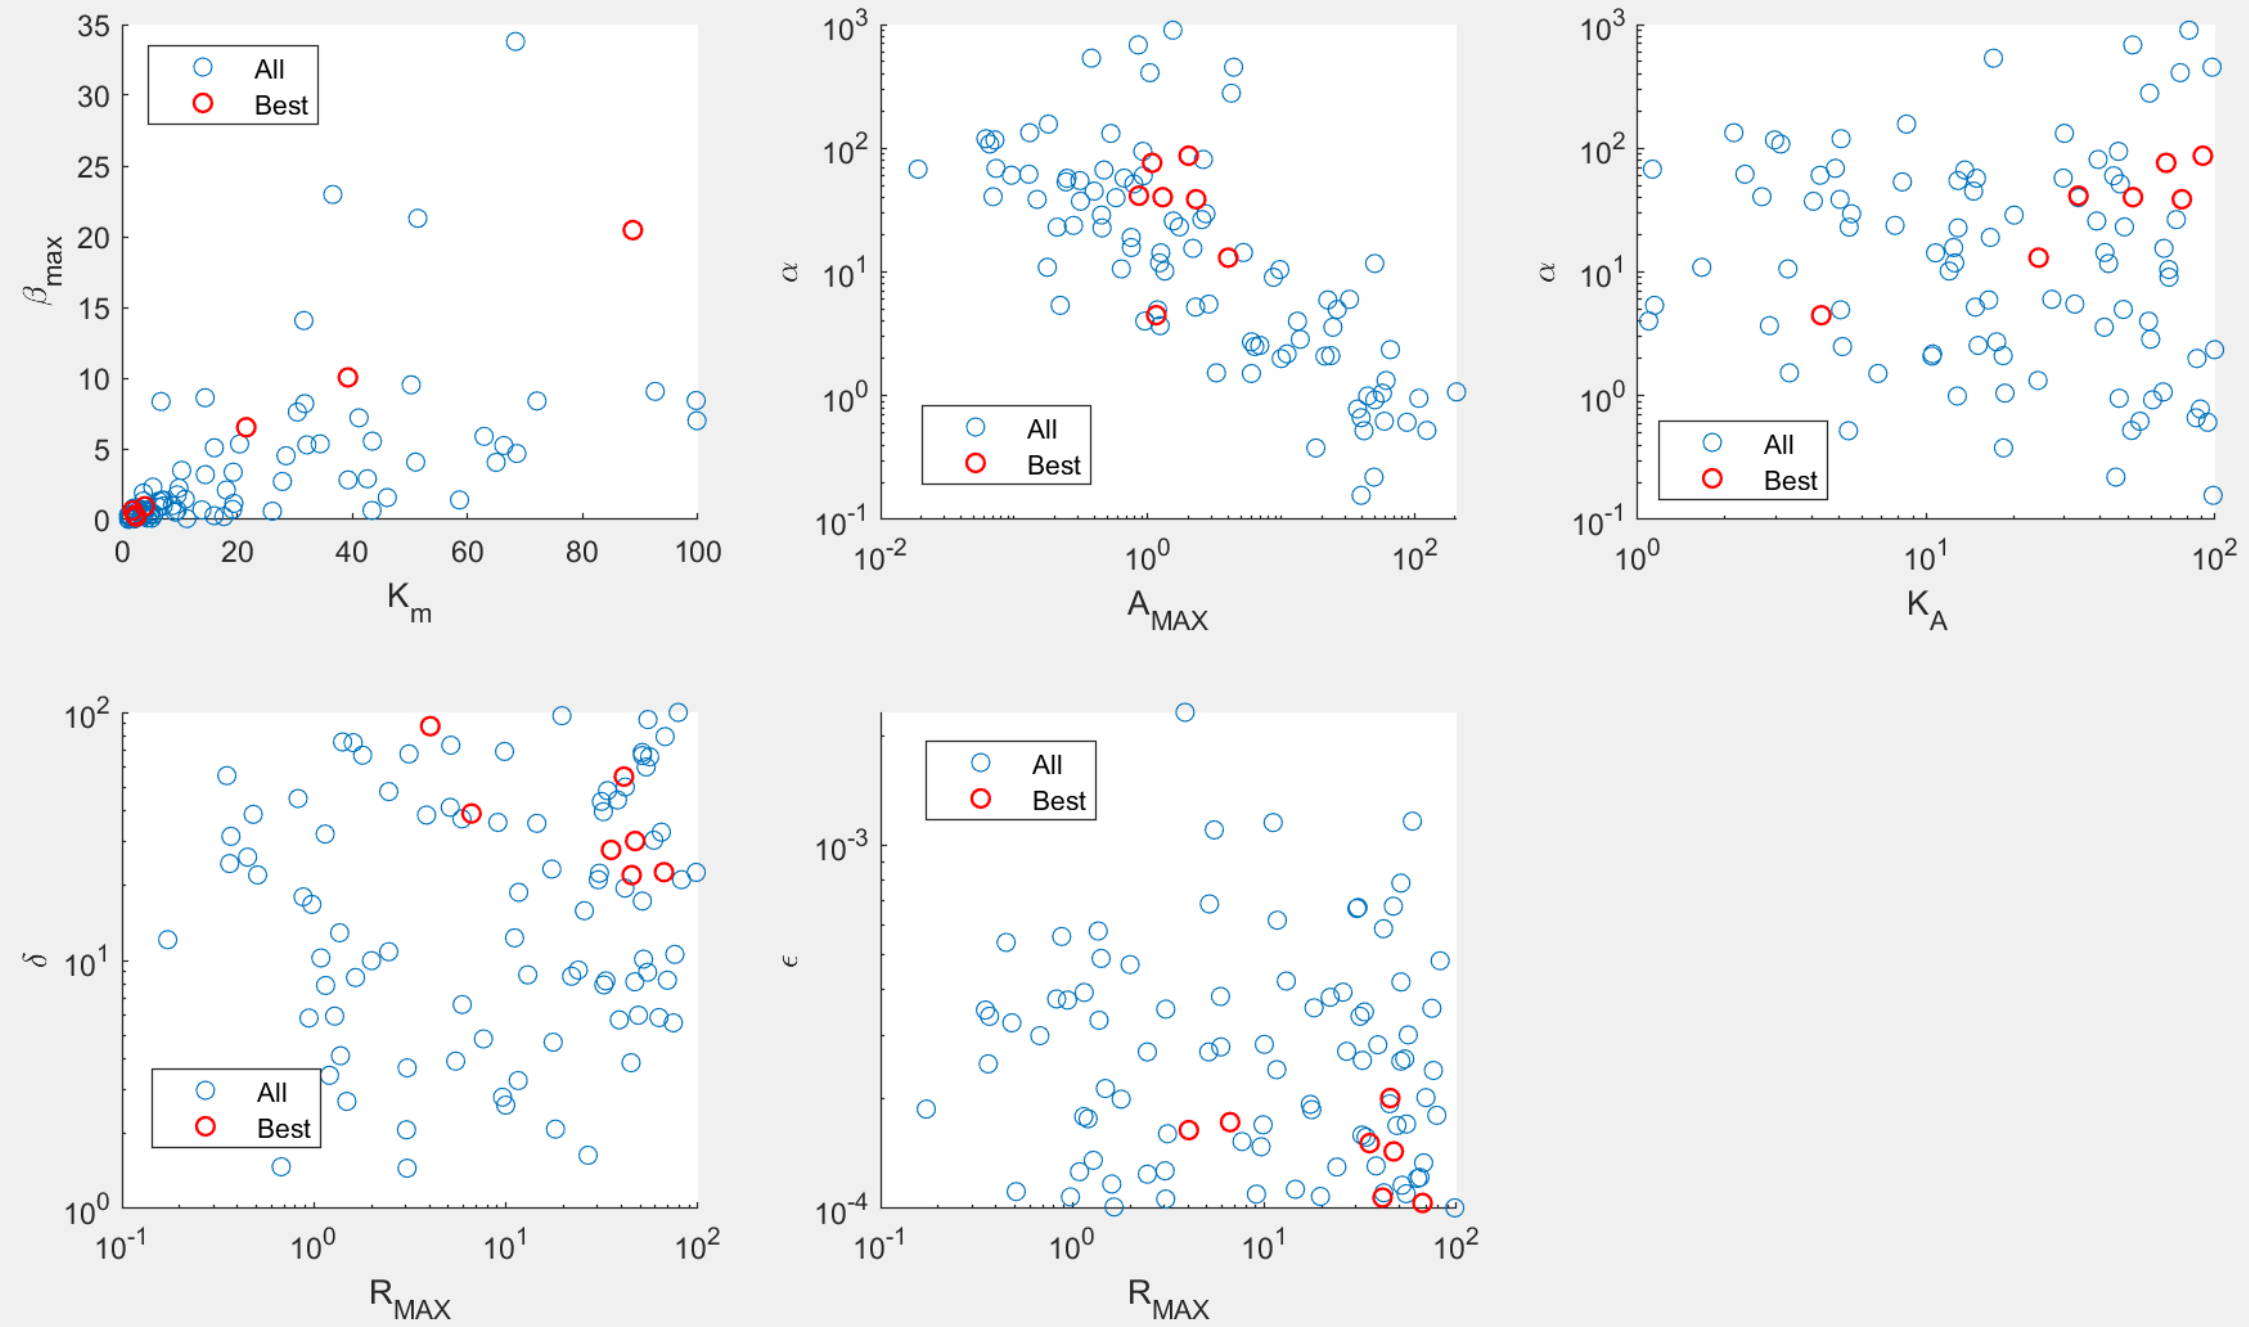 35
30
25
20
15
10
5
0
β_max
All
Best
0 20 40 60 80 100
K_m
10^3
10^2
10^1
10^0
10^-1
α
All
Best
10^-2 10^0 10^2
A_MAX
10^3
10^2
10^1
10^0
10^-1
α
All
Best
10^0 10^1 10^2
K_A
10^2
10^1
10^0
δ
All
Best
10^-1 10^0 10^1 10^2
R_MAX
10^-3
10^-4
ϵ
All
Best
10^-1 10^0 10^1 10^2
R_MAX